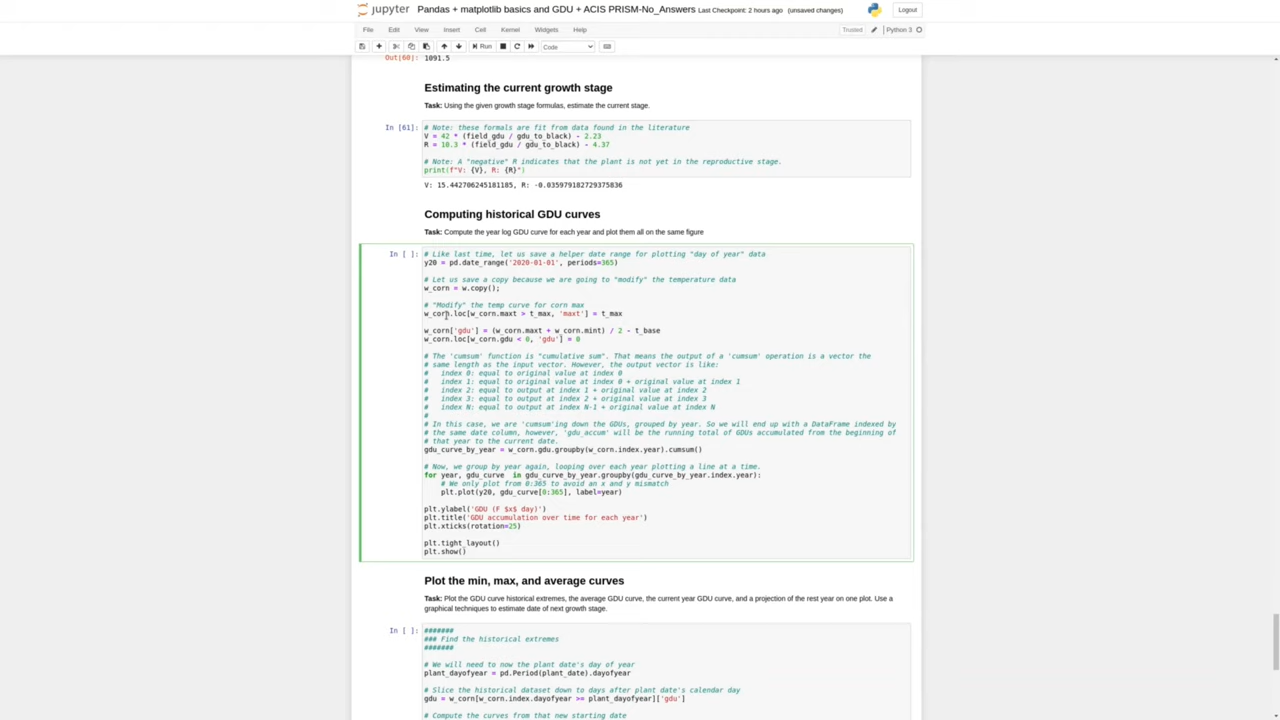 jupyter Pandas + matplotlib basics and GDU + ACIS PRISM-No_Answers Last Checkpoint: 2 hours ago (unsaved changes) Logout
File Edit View Insert Cell Kernel Widgets Help Trusted Python 3
Run Code
Out[60]: 1091.5
Estimating the current growth stage
Task: Using the given growth stage formulas, estimate the current stage.
In [61]: # Note: these formals are fit from data found in the literature
V = 42 * (field_gdu / gdu_to_black) - 2.23
R = 10.3 * (field_gdu / gdu_to_black) - 4.37
# Note: A "negative" R indicates that the plant is not yet in the reproductive stage.
print(f"V: {V}, R: {R}")
V: 15.442706245181185, R: -0.035979182729375836
Computing historical GDU curves
Task: Compute the year log GDU curve for each year and plot them all on the same figure
In [ ]: # Like last time, let us save a helper date range for plotting "day of year" data
y20 = pd.date_range('2020-01-01', periods=365)
# Let us save a copy because we are going to "modify" the temperature data
w_corn = w.copy();
# "Modify" the temp curve for corn max
w_corn.loc[w_corn.maxt > t_max, 'maxt'] = t_max
w_corn['gdu'] = (w_corn.maxt + w_corn.mint) / 2 - t_base
w_corn.loc[w_corn.gdu < 0, 'gdu'] = 0
# The 'cumsum' function is "cumulative sum". That means the output of a 'cumsum' operation is a vector the
# same length as the input vector. However, the output vector is like:
# index 0: equal to original value at index 0
# index 1: equal to original value at index 0 + original value at index 1
# index 2: equal to output at index 1 + original value at index 2
# index 3: equal to output at index 2 + original value at index 3
# index N: equal to output at index N-1 + original value at index N
#
# In this case, we are 'cumsum'ing down the GDUs, grouped by year. So we will end up with a DataFrame indexed by
# the same date column, however, 'gdu_accum' will be the running total of GDUs accumulated from the beginning of
# that year to the current date.
gdu_curve_by_year = w_corn.gdu.groupby(w_corn.index.year).cumsum()
# Now, we group by year again, looping over each year plotting a line at a time.
for year, gdu_curve in gdu_curve_by_year.groupby(gdu_curve_by_year.index.year):
# We only plot from 0:365 to avoid an x and y mismatch
plt.plot(y20, gdu_curve[0:365], label=year)
plt.ylabel('GDU (F $x$ day)')
plt.title('GDU accumulation over time for each year')
plt.xticks(rotation=25)
plt.tight_layout()
plt.show()
Plot the min, max, and average curves
Task: Plot the GDU curve historical extremes, the average GDU curve, the current year GDU curve, and a projection of the rest year on one plot. Use a
graphical techniques to estimate date of next growth stage.
In [ ]: #######
### Find the historical extremes
#######
# We will need to now the plant date's day of year
plant_dayofyear = pd.Period(plant_date).dayofyear
# Slice the historical dataset down to days after plant date's calendar day
gdu = w_corn[w_corn.index.dayofyear >= plant_dayofyear]['gdu']
# Compute the curves from that new starting date